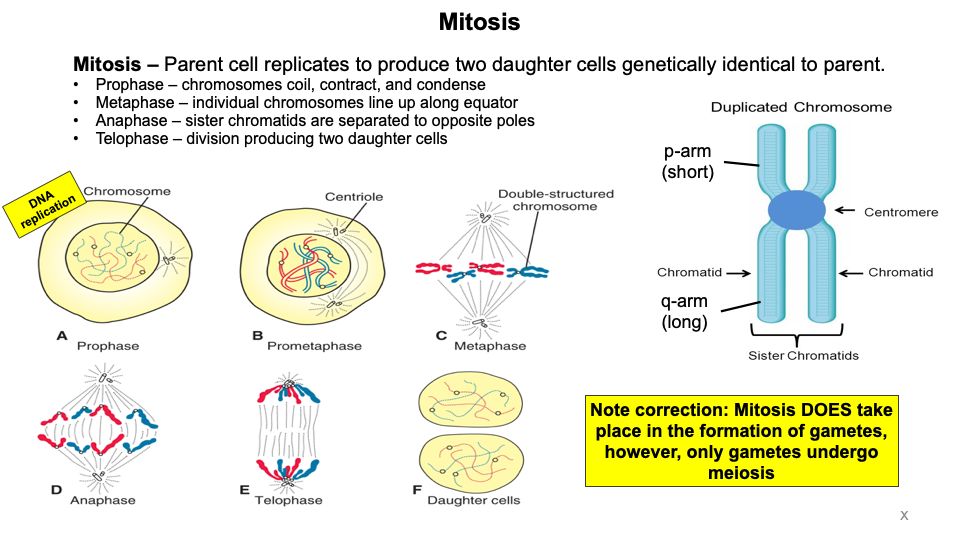 Mitosis
Mitosis – Parent cell replicates to produce two daughter cells genetically identical to parent.
• Prophase – chromosomes coil, contract, and condense
• Metaphase – individual chromosomes line up along equator
• Anaphase – sister chromatids are separated to opposite poles
• Telophase – division producing two daughter cells
DNA
replication
Chromosome
A
Prophase
Centriole
B
Prometaphase
Double-structured
chromosome
C
Metaphase
D
Anaphase
E
Telophase
F
Daughter cells
Duplicated Chromosome
p-arm
(short)
Centromere
Chromatid
Chromatid
q-arm
(long)
Sister Chromatids
Note correction: Mitosis DOES take
place in the formation of gametes,
however, only gametes undergo
meiosis
X